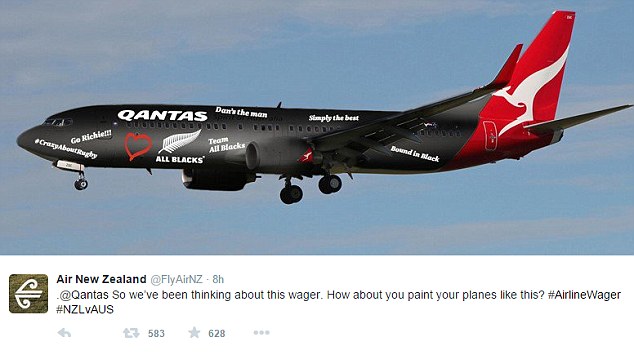 QANTAS
Dan's the man
Simply the best
Go Richie!!!
#CrazyAboutRugby
ALL BLACKS
Team
All Blacks
Bound in Black
Air New Zealand @FlyAirNZ · 8h
.@Qantas So we've been thinking about this wager. How about you paint your planes like this? #AirlineWager
#NZLvAUS
583
628